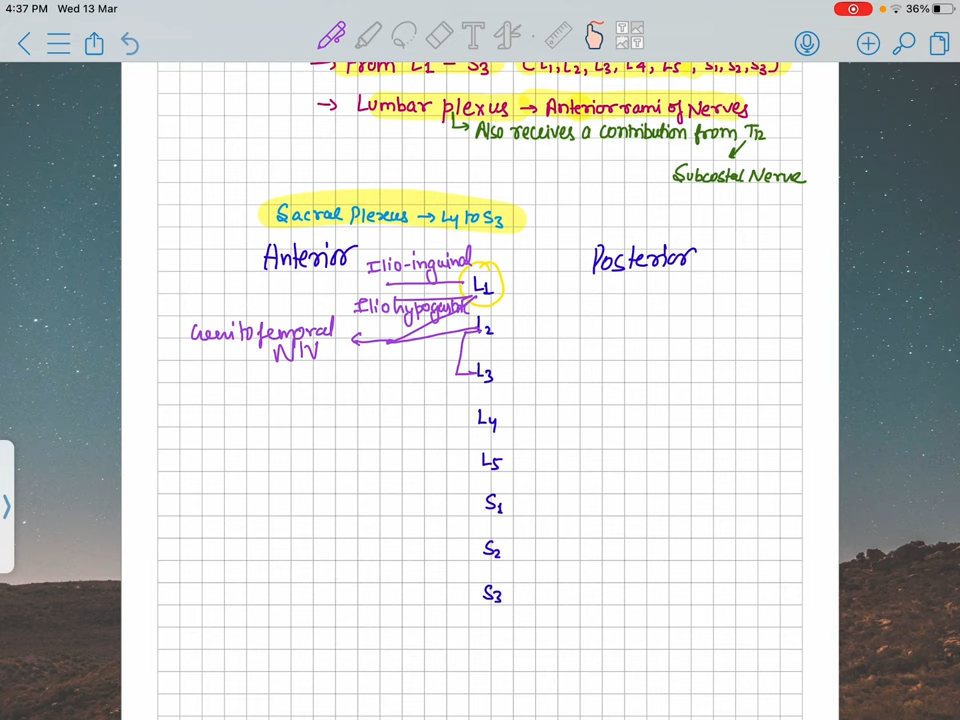 4:37 PM Wed 13 Mar
36%
→ From L1 - S3 (L1, L2, L3, L4, L5, S1, S2, S3)
→ Lumbar plexus → Anterior rami of Nerves
↳ Also receives a contribution from T12
Subcostal Nerve
Sacral Plexus → L4 to S3
Anterior
Posterior
Ilio-inguinal
L1
Iliohypogastric
L2
Genitofemoral
N/V
L3
L4
L5
S1
S2
S3